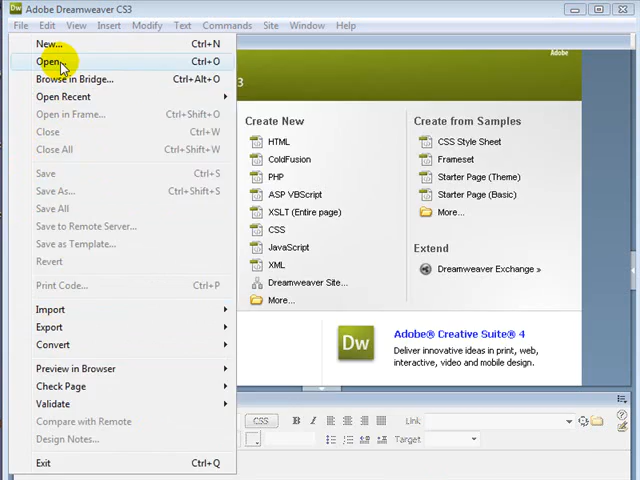 Adobe Dreamweaver CS3
File Edit View Insert Modify Text Commands Site Window Help
New... Ctrl+N
Open... Ctrl+O
Browse in Bridge... Ctrl+Alt+O
Open Recent
Open in Frame... Ctrl+Shift+O
Close Ctrl+W
Close All Ctrl+Shift+W
Save Ctrl+S
Save As... Ctrl+Shift+S
Save All
Save to Remote Server...
Save as Template...
Revert
Print Code... Ctrl+P
Import
Export
Convert
Preview in Browser
Check Page
Validate
Compare with Remote
Design Notes...
Exit Ctrl+Q
Adobe
3
Create New
HTML
ColdFusion
PHP
ASP VBScript
XSLT (Entire page)
CSS
JavaScript
XML
Dreamweaver Site...
More...
Create from Samples
CSS Style Sheet
Frameset
Starter Page (Theme)
Starter Page (Basic)
More...
Extend
Dreamweaver Exchange »
Dw
Adobe® Creative Suite® 4
Deliver innovative ideas in print, web,
interactive, video and mobile design.
CSS B I Link
Target